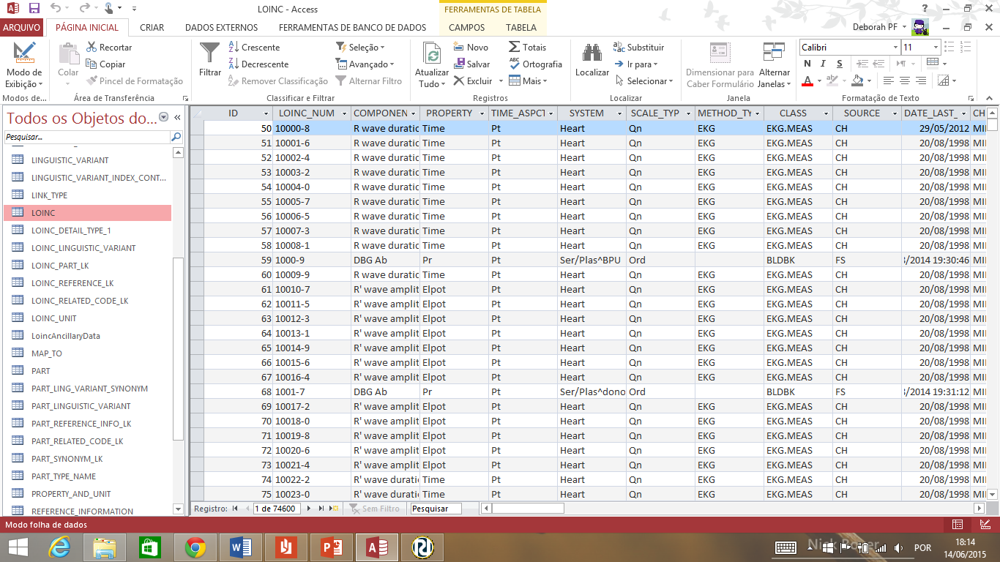 LOINC - Access
FERRAMENTAS DE TABELA
?
ARQUIVO PÁGINA INICIAL CRIAR DADOS EXTERNOS FERRAMENTAS DE BANCO DE DADOS CAMPOS TABELA Deborah PF
Modo de Exibição
Modos de...
Colar
Recortar
Copiar
Pincel de Formatação
Área de Transferência
Filtrar
Crescente
Decrescente
Remover Classificação
Seleção
Avançado
Alternar Filtro
Classificar e Filtrar
Atualizar Tudo
Novo
Salvar
Excluir
Totais
Ortografia
Mais
Registros
Localizar
Substituir
Ir para
Selecionar
Localizar
Dimensionar para Caber Formulário
Alternar Janelas
Janela
Calibri 11
N I S
Formatação de Texto
Todos os Objetos do...
Pesquisar...
LINGUISTIC_VARIANT
LINGUISTIC_VARIANT_INDEX_CONT...
LINK_TYPE
LOINC
LOINC_DETAIL_TYPE_1
LOINC_LINGUISTIC_VARIANT
LOINC_PART_LK
LOINC_REFERENCE_LK
LOINC_RELATED_CODE_LK
LOINC_UNIT
LoincAncillaryData
MAP_TO
PART
PART_LING_VARIANT_SYNONYM
PART_LINGUISTIC_VARIANT
PART_REFERENCE_INFO_LK
PART_RELATED_CODE_LK
PART_SYNONYM_LK
PART_TYPE_NAME
PROPERTY_AND_UNIT
REFERENCE_INFORMATION
ID LOINC_NUM COMPONEN PROPERTY TIME_ASPCT SYSTEM SCALE_TYP METHOD_TY CLASS SOURCE DATE_LAST_ CH
50 10000-8 R wave duratic Time Pt Heart Qn EKG EKG.MEAS CH 29/05/2012 MII
51 10001-6 R wave duratic Time Pt Heart Qn EKG EKG.MEAS CH 20/08/1998 MII
52 10002-4 R wave duratic Time Pt Heart Qn EKG EKG.MEAS CH 20/08/1998 MII
53 10003-2 R wave duratic Time Pt Heart Qn EKG EKG.MEAS CH 20/08/1998 MII
54 10004-0 R wave duratic Time Pt Heart Qn EKG EKG.MEAS CH 20/08/1998 MII
55 10005-7 R wave duratic Time Pt Heart Qn EKG EKG.MEAS CH 20/08/1998 MII
56 10006-5 R wave duratic Time Pt Heart Qn EKG EKG.MEAS CH 20/08/1998 MII
57 10007-3 R wave duratic Time Pt Heart Qn EKG EKG.MEAS CH 20/08/1998 MII
58 10008-1 R wave duratic Time Pt Heart Qn EKG EKG.MEAS CH 20/08/1998 MII
59 1000-9 DBG Ab Pr Pt Ser/Plas^BPU Ord BLDBK FS /2014 19:30:46 MII
60 10009-9 R wave duratic Time Pt Heart Qn EKG EKG.MEAS CH 20/08/1998 MII
61 10010-7 R' wave amplit Elpot Pt Heart Qn EKG EKG.MEAS CH 20/08/1998 MII
62 10011-5 R' wave amplit Elpot Pt Heart Qn EKG EKG.MEAS CH 20/08/1998 MII
63 10012-3 R' wave amplit Elpot Pt Heart Qn EKG EKG.MEAS CH 20/08/1998 MII
64 10013-1 R' wave amplit Elpot Pt Heart Qn EKG EKG.MEAS CH 20/08/1998 MII
65 10014-9 R' wave amplit Elpot Pt Heart Qn EKG EKG.MEAS CH 20/08/1998 MII
66 10015-6 R' wave amplit Elpot Pt Heart Qn EKG EKG.MEAS CH 20/08/1998 MII
67 10016-4 R' wave amplit Elpot Pt Heart Qn EKG EKG.MEAS CH 20/08/1998 MII
68 1001-7 DBG Ab Pr Pt Ser/Plas^dono Ord BLDBK FS /2014 19:31:12 MII
69 10017-2 R' wave amplit Elpot Pt Heart Qn EKG EKG.MEAS CH 20/08/1998 MII
70 10018-0 R' wave amplit Elpot Pt Heart Qn EKG EKG.MEAS CH 20/08/1998 MII
71 10019-8 R' wave amplit Elpot Pt Heart Qn EKG EKG.MEAS CH 20/08/1998 MII
72 10020-6 R' wave amplit Elpot Pt Heart Qn EKG EKG.MEAS CH 20/08/1998 MII
73 10021-4 R' wave amplit Elpot Pt Heart Qn EKG EKG.MEAS CH 20/08/1998 MII
74 10022-2 R' wave duratic Time Pt Heart Qn EKG EKG.MEAS CH 20/08/1998 MII
75 10023-0 R' wave duratic Time Pt Heart Qn EKG EKG.MEAS CH 20/08/1998 MII
Registro: 1 de 74600 Sem Filtro Pesquisar
Modo folha de dados
POR
18:14
14/06/2015